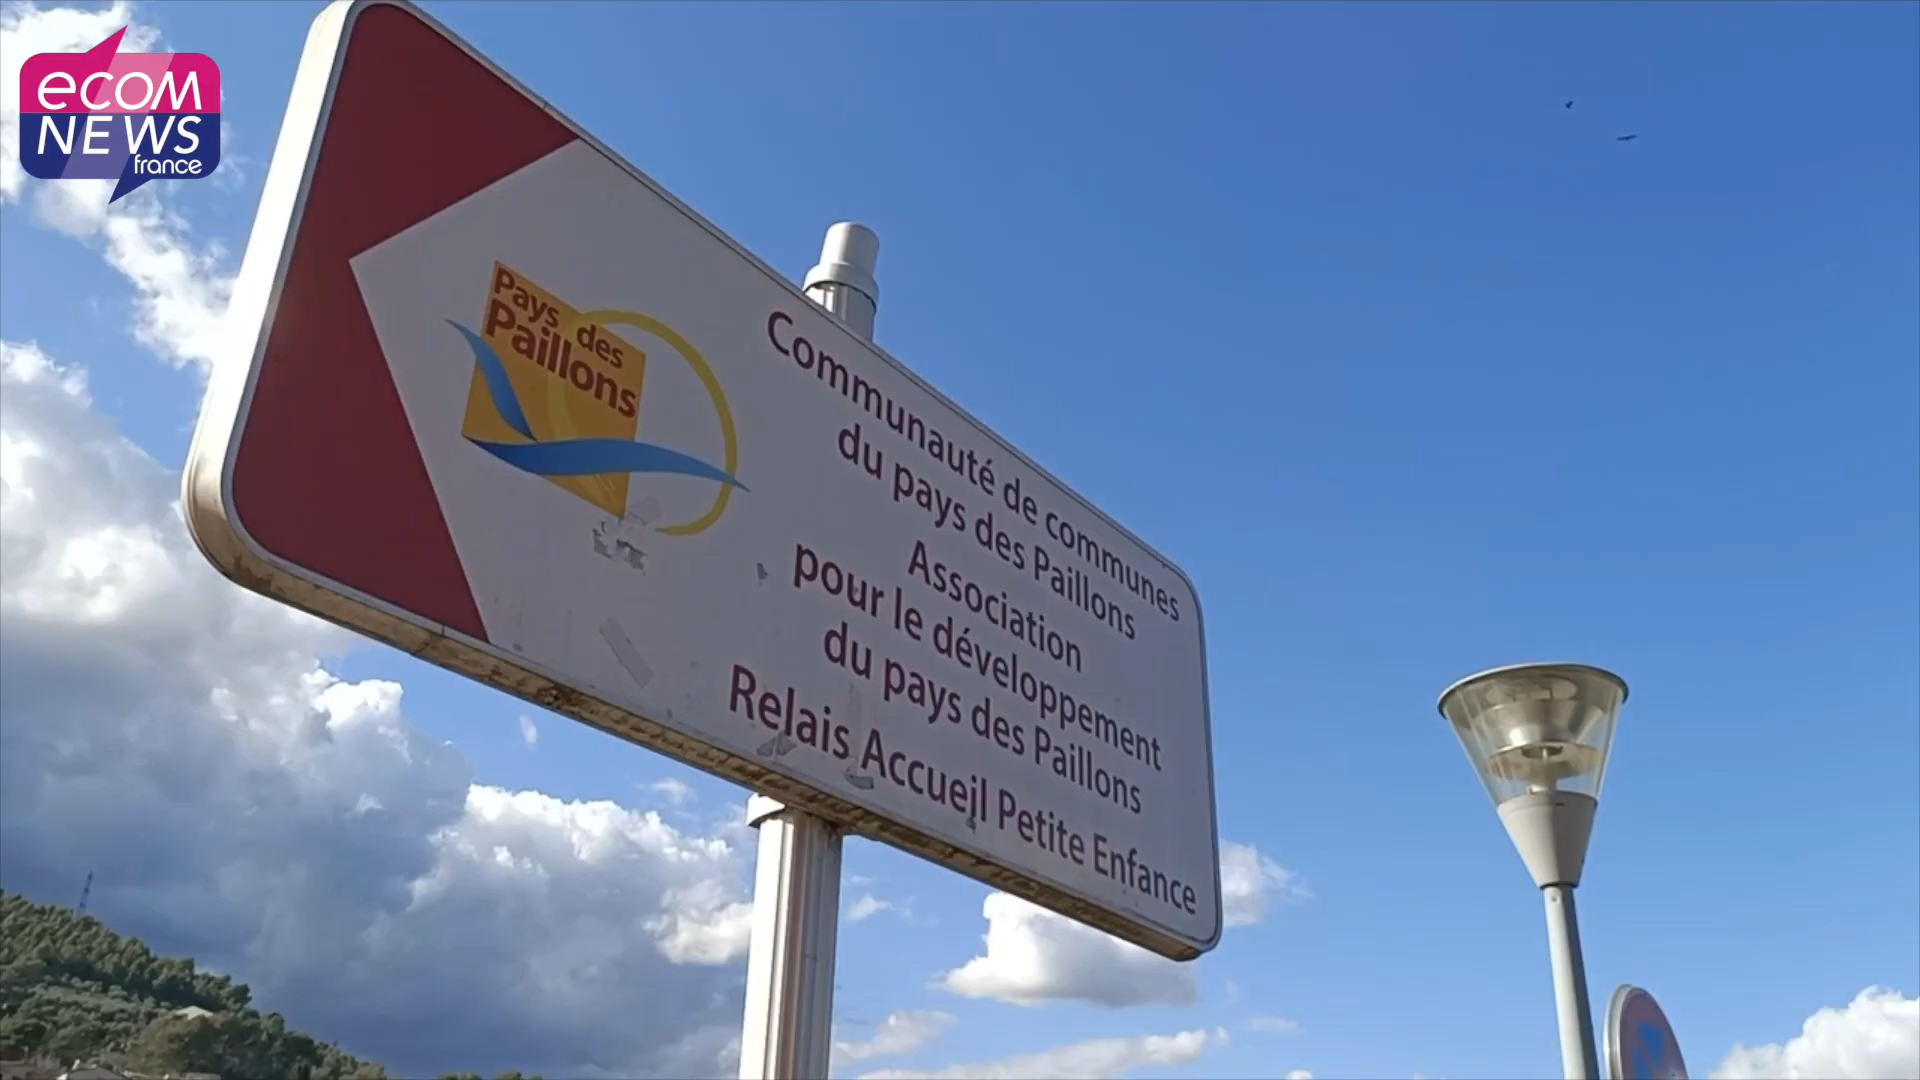 ecom
NEWS
france
Pays des
Paillons
Communauté de communes
du pays des Paillons
Association
pour le développement
du pays des Paillons
Relais Accueil Petite Enfance